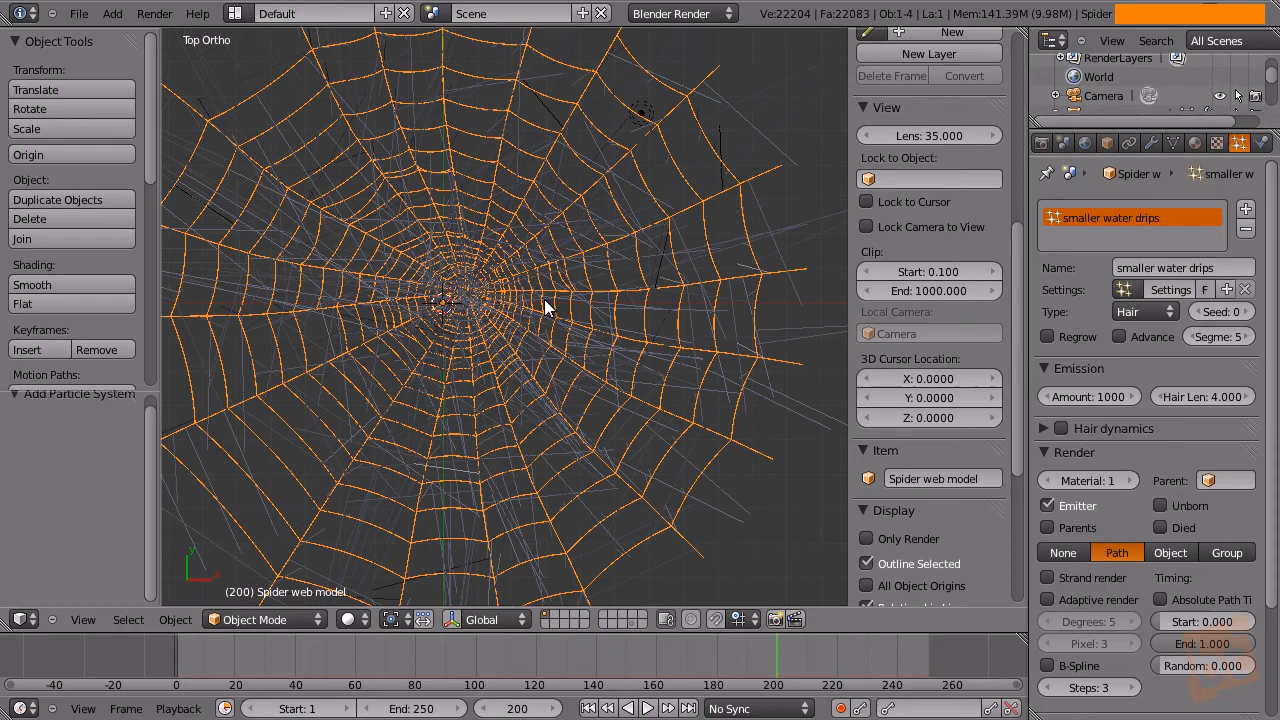 File Add Render Help Default Scene Blender Render Ve:22204 | Fa:22083 | Ob:1-4 | La:1 | Mem:141.39M (9.98M) | Spider
Object Tools
Transform:
Translate
Rotate
Scale
Origin
Object:
Duplicate Objects
Delete
Join
Shading:
Smooth
Flat
Keyframes:
Insert Remove
Motion Paths:
Add Particle System
Top Ortho
(200) Spider web model
y
x
New
New Layer
Delete Frame Convert
View
Lens: 35.000
Lock to Object:
Lock to Cursor
Lock Camera to View
Clip:
Start: 0.100
End: 1000.000
Local Camera:
Camera
3D Cursor Location:
X: 0.0000
Y: 0.0000
Z: 0.0000
Item
Spider web model
Display
Only Render
Outline Selected
All Object Origins
View Search All Scenes
RenderLayers
World
Camera
Spider w smaller w
smaller water drips
Name: smaller water drips
Settings: Settings F
Type: Hair Seed: 0
Regrow Advance Segme: 5
Emission
Amount: 1000 Hair Len: 4.000
Hair dynamics
Render
Material: 1 Parent:
Emitter Unborn
Parents Died
None Path Object Group
Strand render Timing:
Adaptive render Absolute Path Ti
Degrees: 5 Start: 0.000
Pixel: 3 End: 1.000
B-Spline Random: 0.000
Steps: 3
View Select Object Object Mode Global
-40 -20 0 20 40 60 80 100 120 140 160 180 200 220 240 260
View Frame Playback Start: 1 End: 250 200 No Sync